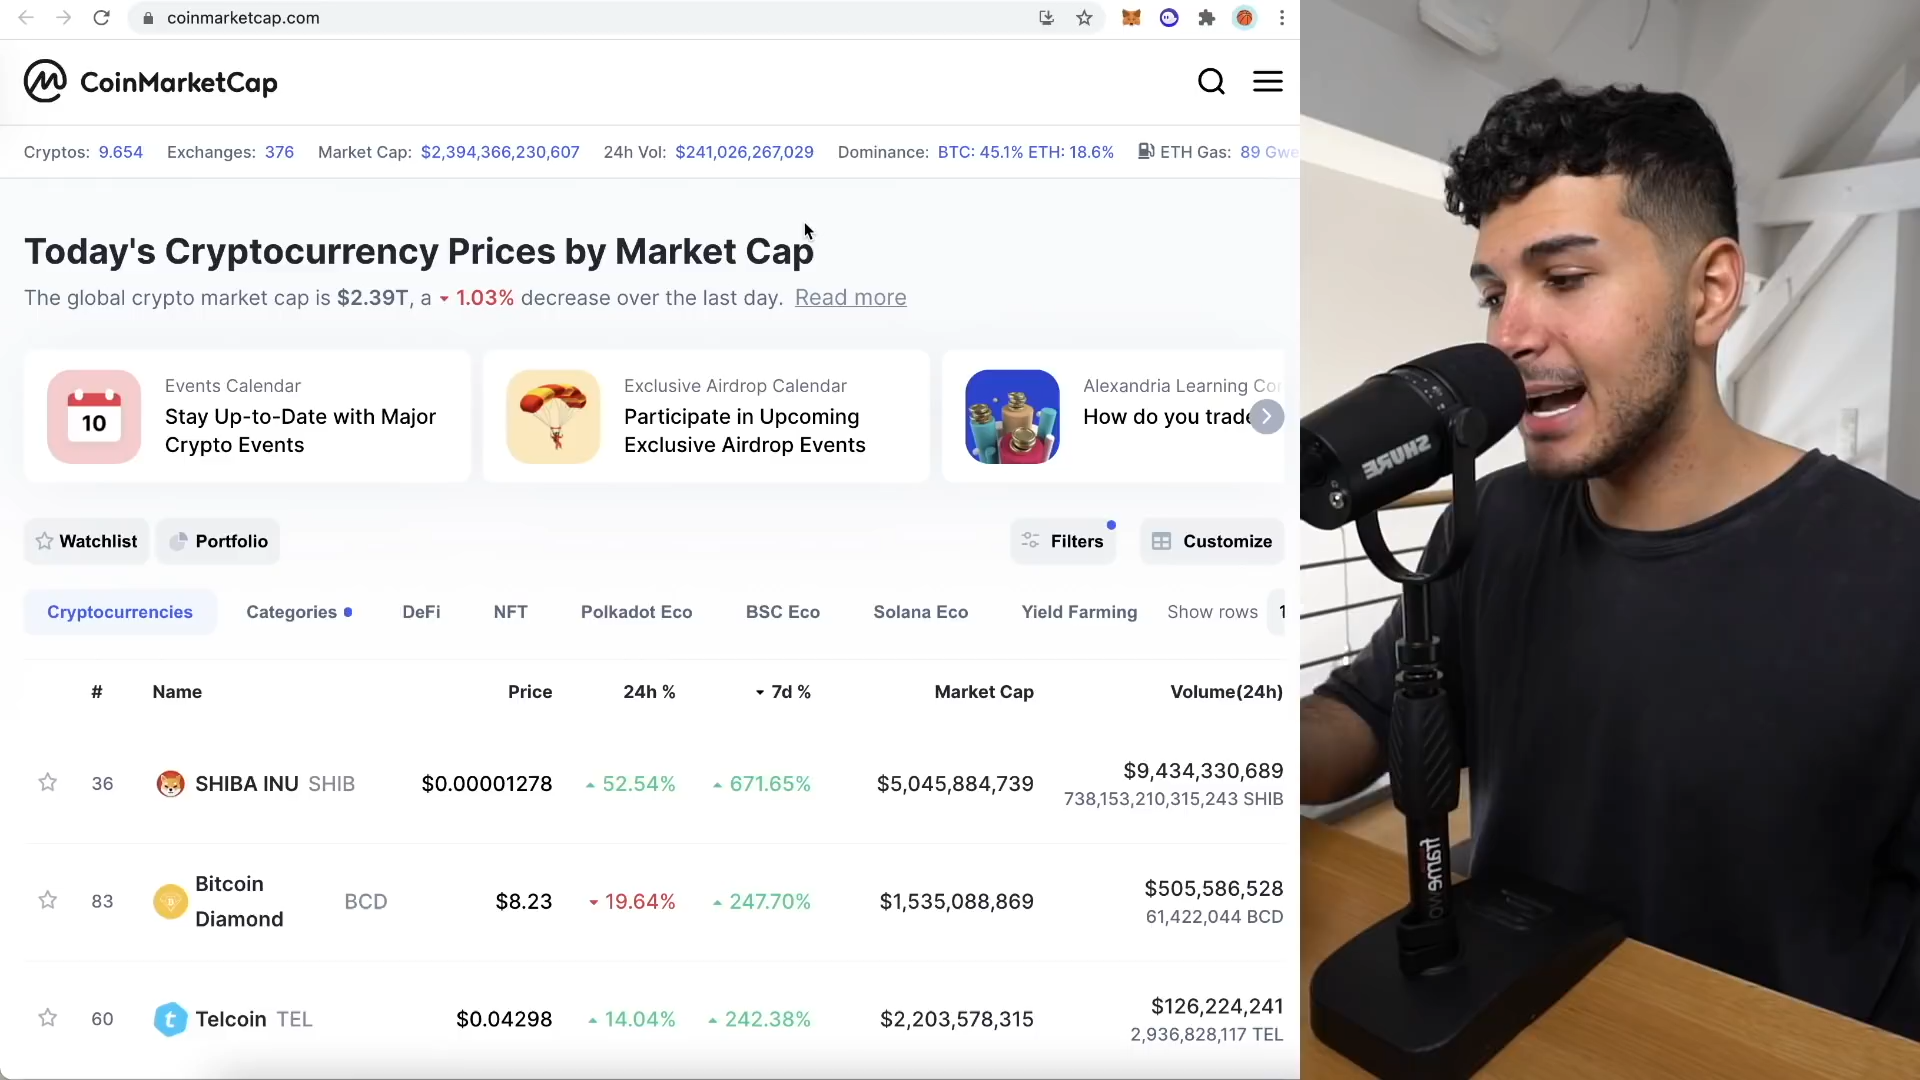 coinmarketcap.com
CoinMarketCap
Cryptos: 9.654 Exchanges: 376 Market Cap: $2,394,366,230,607 24h Vol: $241,026,267,029 Dominance: BTC: 45.1% ETH: 18.6% ETH Gas: 89 Gwe
Today's Cryptocurrency Prices by Market Cap
The global crypto market cap is $2.39T, a 1.03% decrease over the last day. Read more
10
Events Calendar
Stay Up-to-Date with Major
Crypto Events
Exclusive Airdrop Calendar
Participate in Upcoming
Exclusive Airdrop Events
Alexandria Learning Cor
How do you trade
Watchlist Portfolio Filters Customize
Cryptocurrencies Categories DeFi NFT Polkadot Eco BSC Eco Solana Eco Yield Farming Show rows 1
# Name Price 24h % 7d % Market Cap Volume(24h)
36 SHIBA INU SHIB $0.00001278 52.54% 671.65% $5,045,884,739 $9,434,330,689
738,153,210,315,243 SHIB
83 Bitcoin Diamond BCD $8.23 19.64% 247.70% $1,535,088,869 $505,586,528
61,422,044 BCD
60 Telcoin TEL $0.04298 14.04% 242.38% $2,203,578,315 $126,224,241
2,936,828,117 TEL
SHURE
framewo